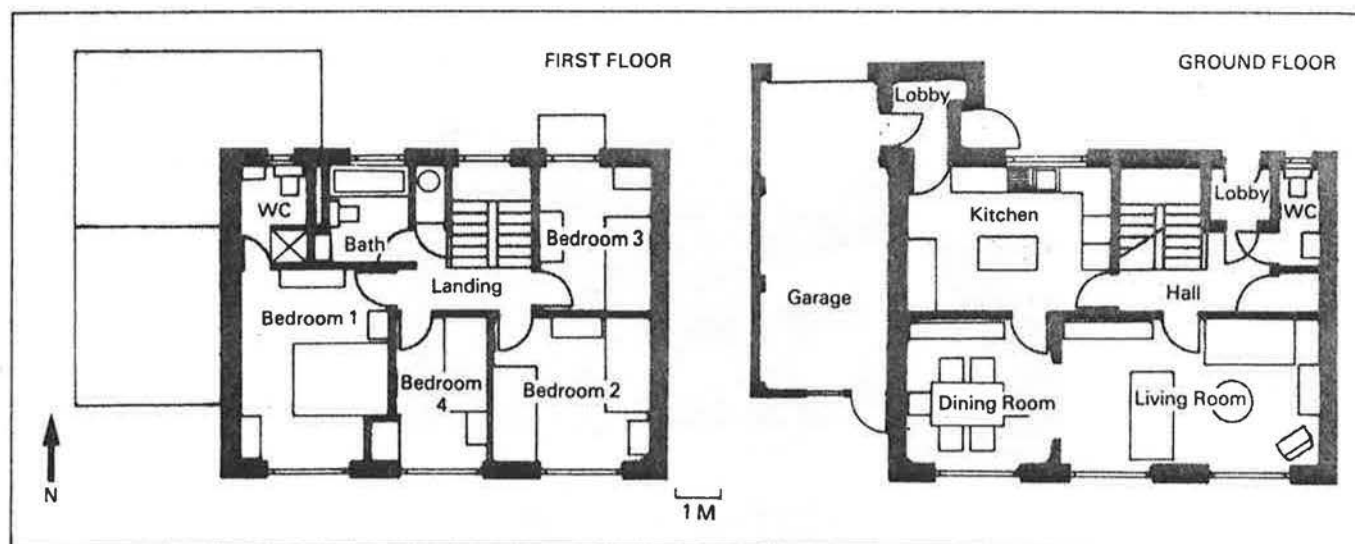 FIRST FLOOR
WC
Bath
Bedroom 3
Landing
Bedroom 1
Bedroom
4
Bedroom 2
N
1 M
GROUND FLOOR
Lobby
Kitchen
Lobby
WC
Garage
Hall
Dining Room
Living Room